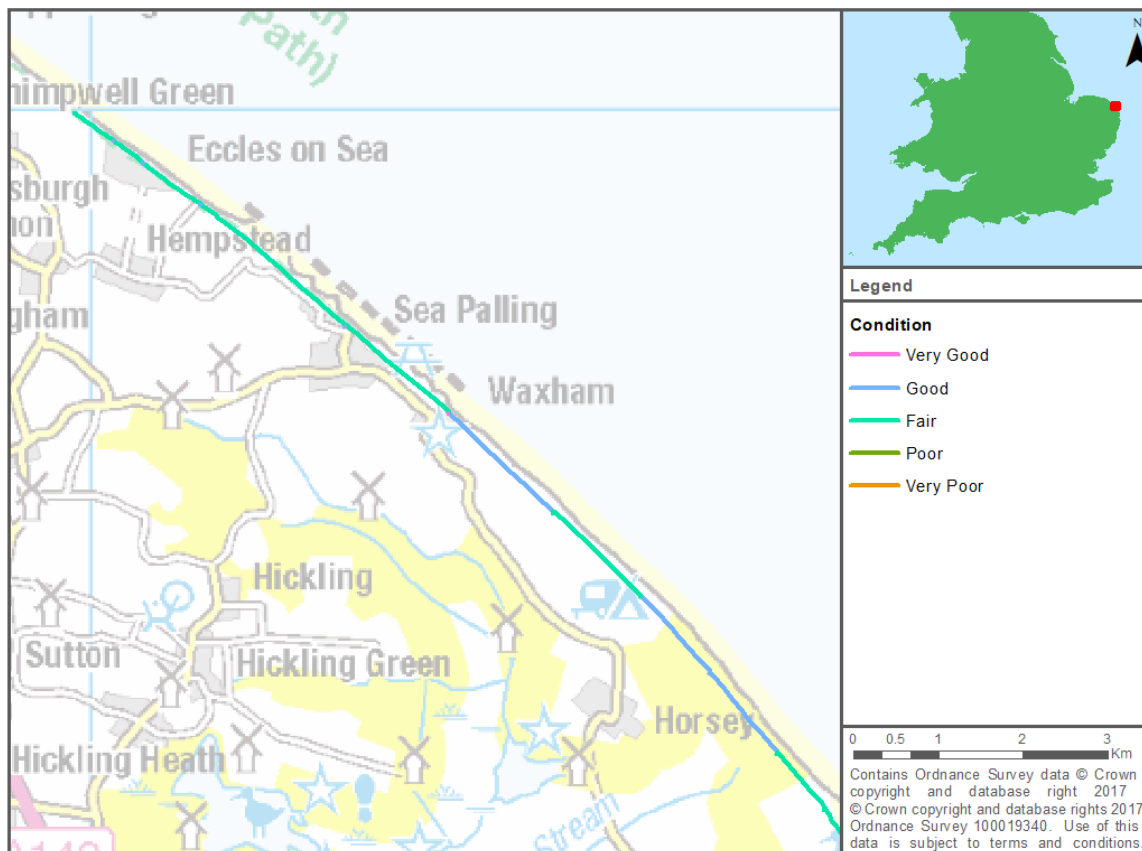 Path)
himpwell Green
Eccles on Sea
sburgh
Hempstead
gham
Sea Palling
Waxham
Hickling
Sutton
Hickling Green
Horsey
Hickling Heath
Stream
N
Legend
Condition
Very Good
Good
Fair
Poor
Very Poor
0 0.5 1 2 3
Km
Contains Ordnance Survey data © Crown
copyright and database right 2017
© Crown copyright and database rights 2017
Ordnance Survey 100019340. Use of this
data is subject to terms and conditions